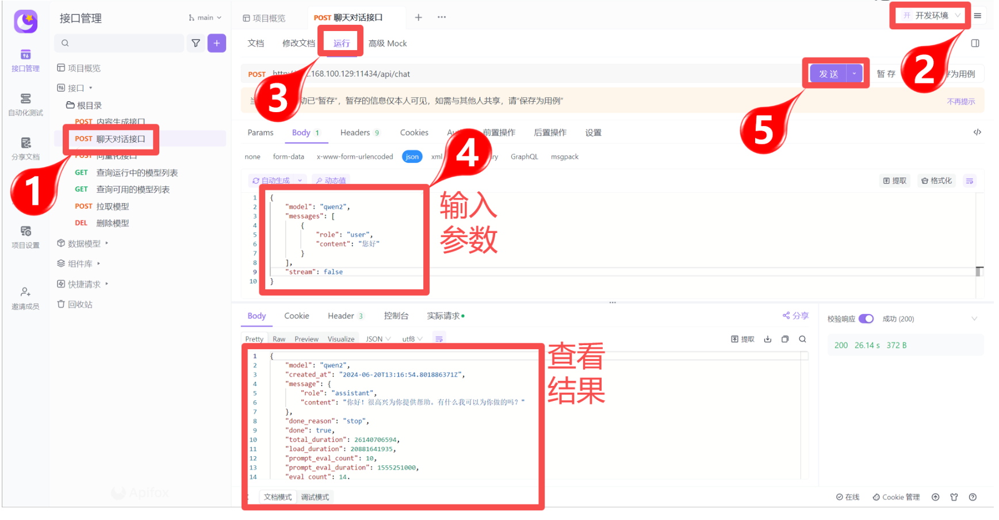 接口管理
main
项目概览
POST 聊天对话接口
开 开发环境
2
文档
修改文档
运行
高级 Mock
接口管理
项目概览
接口
根目录
POST 内容生成接口
POST 聊天对话接口
POST 向量化接口
GET 查询运行中的模型列表
GET 查询可用的模型列表
POST 拉取模型
DEL 删除模型
数据模型
组件库
快捷请求
回收站
自动化测试
分享文档
1
项目设置
邀请成员
Apifox
3
POST
.168.100.129:11434/api/chat
发送
暂存
为用例
动已“暂存”，暂存的信息仅本人可见，如需与其他人共享，请“保存为用例”
不再提示
5
Params
Body 1
Headers 9
Cookies
前置操作
后置操作
设置
</>
4
none
form-data
x-www-form-urlencoded
json
xml
GraphQL
msgpack
自动生成
动态值
提取
格式化
1 {
2 "model": "qwen2",
3 "messages": [
4 {
5 "role": "user",
6 "content": "您好"
7 }
8 ],
9 "stream": false
10 }
输入
参数
Body
Cookie
Header 3
控制台
实际请求
分享
校验响应
成功 (200)
Pretty
Raw
Preview
Visualize
JSON
utf8
提取
200 26.14 s 372 B
1 {
2 "model": "qwen2",
3 "created_at": "2024-06-20T13:16:54.801886371Z",
4 "message": {
5 "role": "assistant",
6 "content": "你好！很高兴为你提供帮助。有什么我可以为你做的吗？"
7 },
8 "done_reason": "stop",
9 "done": true,
10 "total_duration": 26140706594,
11 "load_duration": 20881641935,
12 "prompt_eval_count": 10,
13 "prompt_eval_duration": 1555251000,
14 "eval_count": 14,
查看
结果
文档模式
调试模式
在线
Cookie 管理